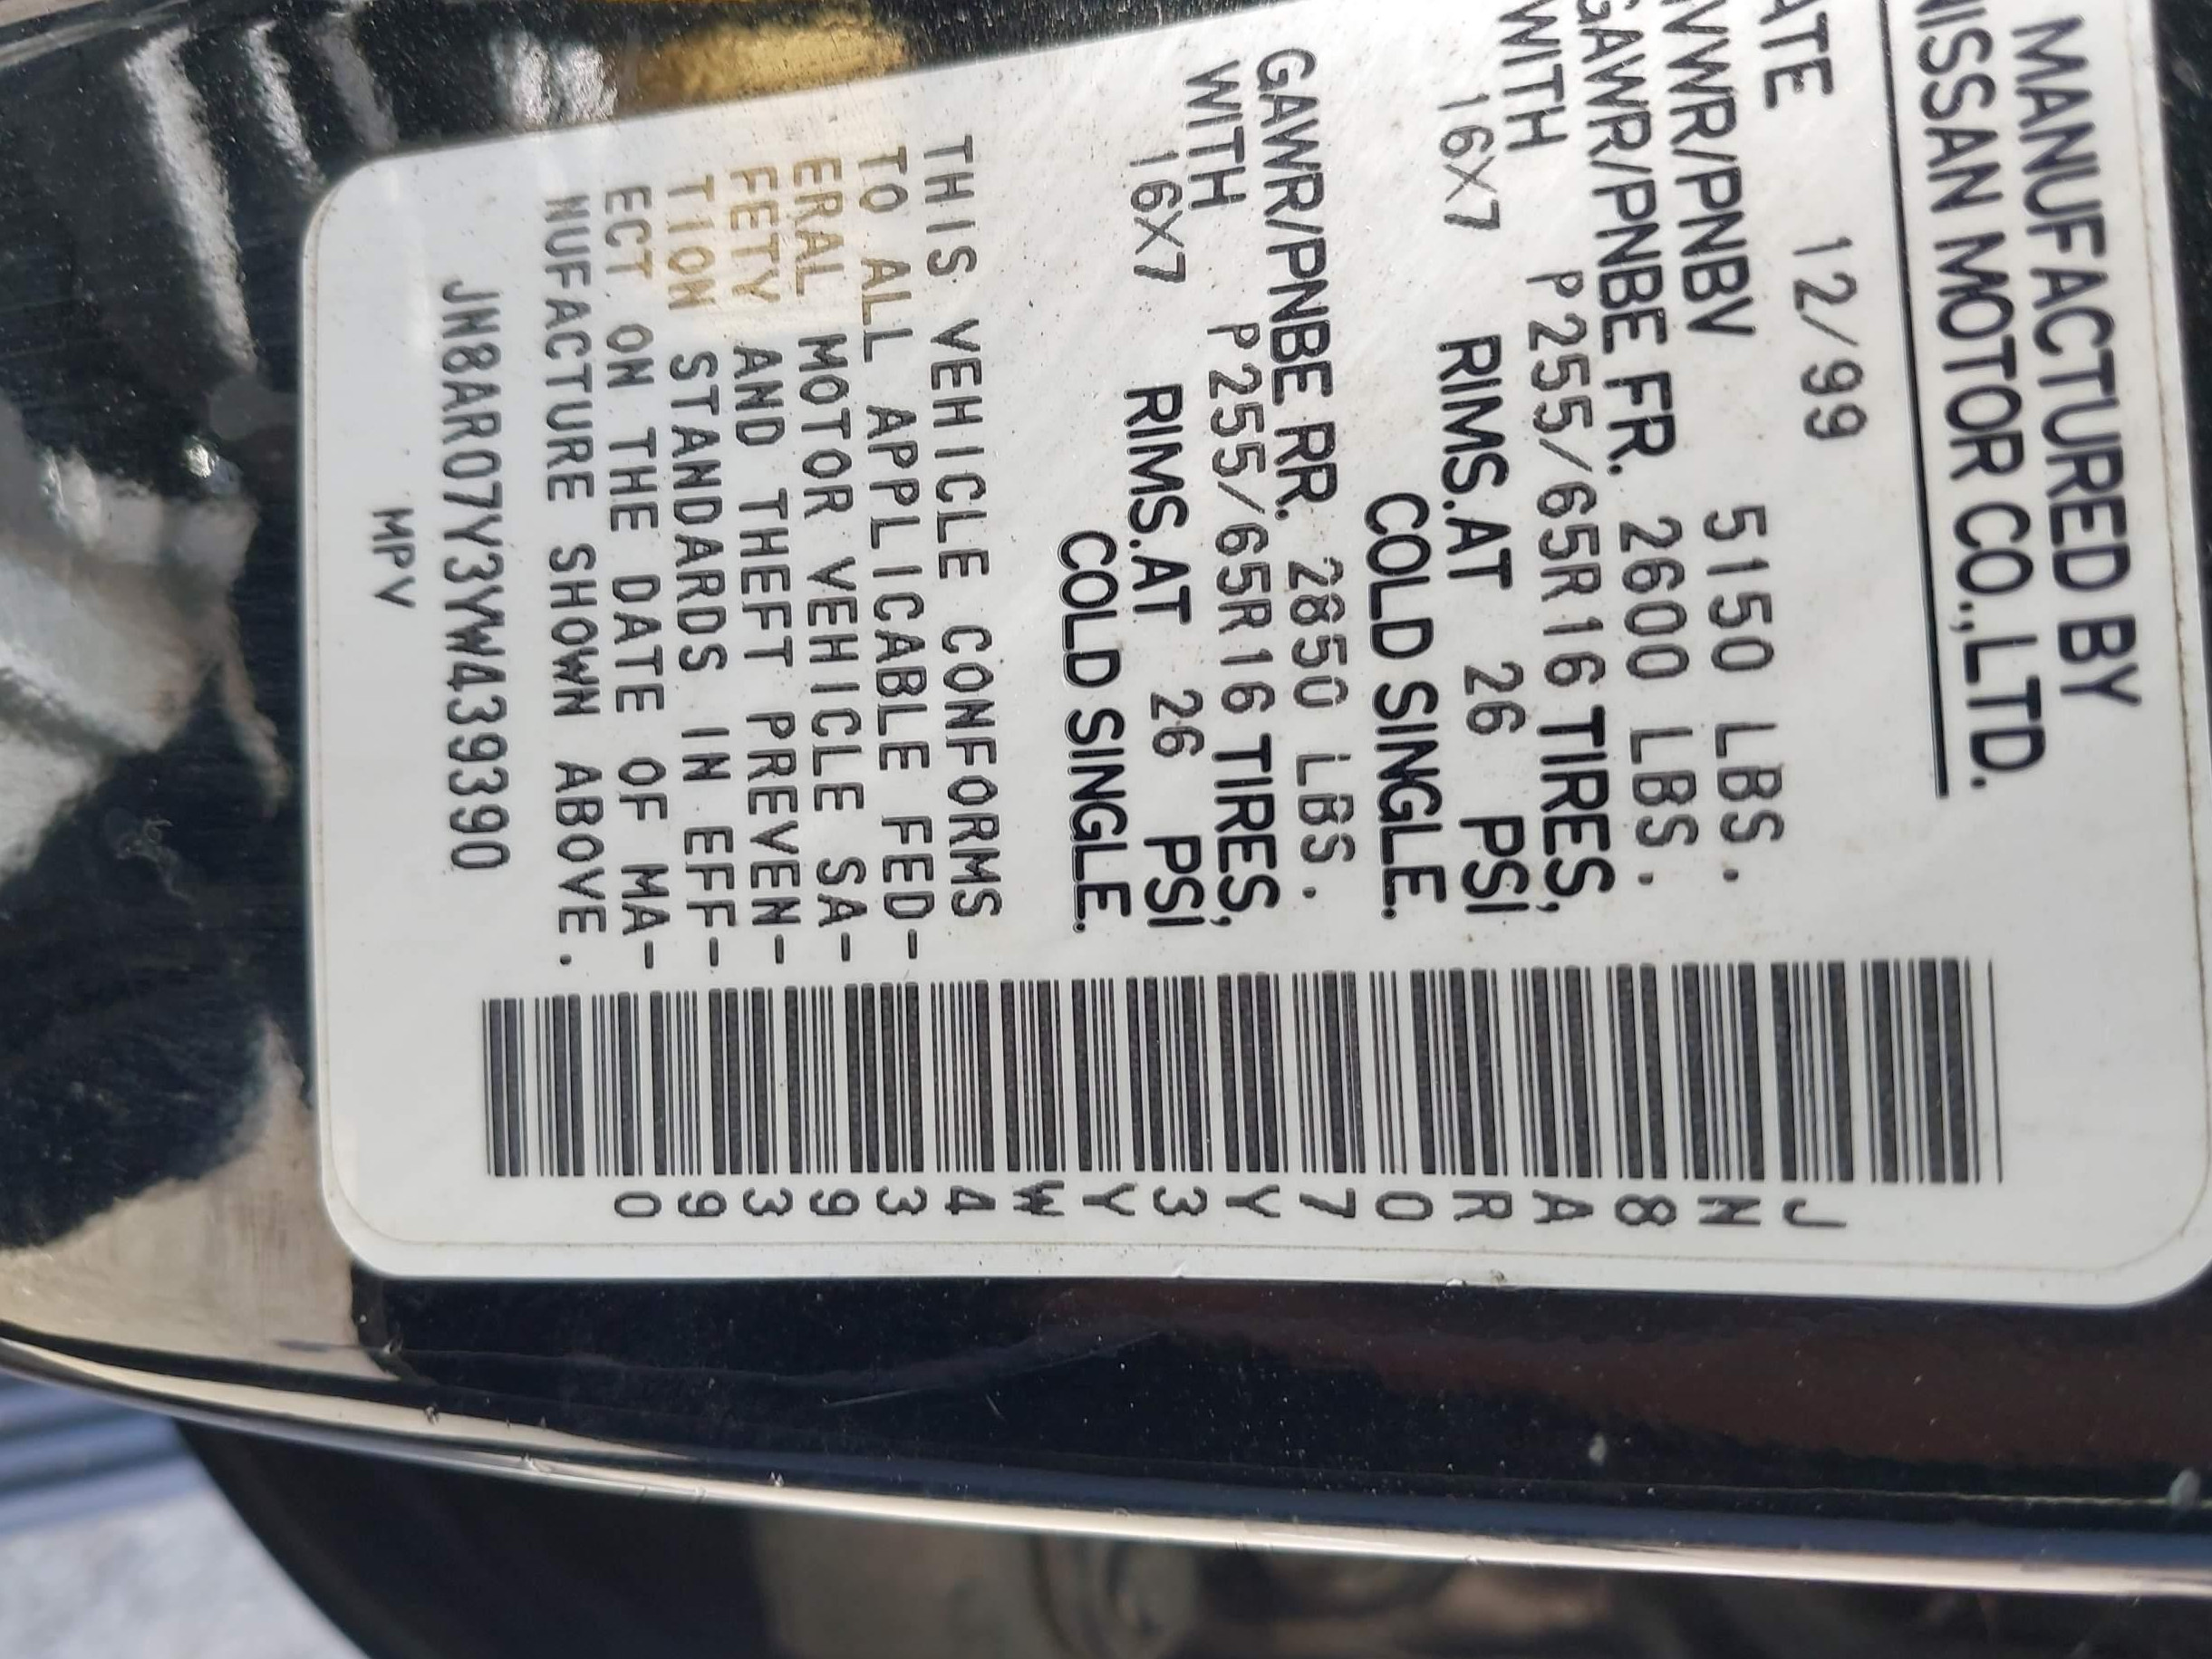 MANUFACTURED BY
NISSAN MOTOR CO.,LTD.
ATE 12/99
VWR/PNBV 5150 LBS.
GAWR/PNBE FR. 2600 LBS.
WITH P255/65R16 TIRES,
16X7 RIMS.AT 26 PSI
COLD SINGLE.
GAWR/PNBE RR. 2850 LBS.
WITH P255/65R16 TIRES,
16X7 RIMS.AT 26 PSI
COLD SINGLE.
THIS VEHICLE CONFORMS
TO ALL APPLICABLE FED-
ERAL MOTOR VEHICLE SA-
FETY AND THEFT PREVEN-
TION STANDARDS IN EFF-
ECT ON THE DATE OF MA-
NUFACTURE SHOWN ABOVE.
JN8AR07Y3YW439390
MPV
JN8AR07Y3YW439390